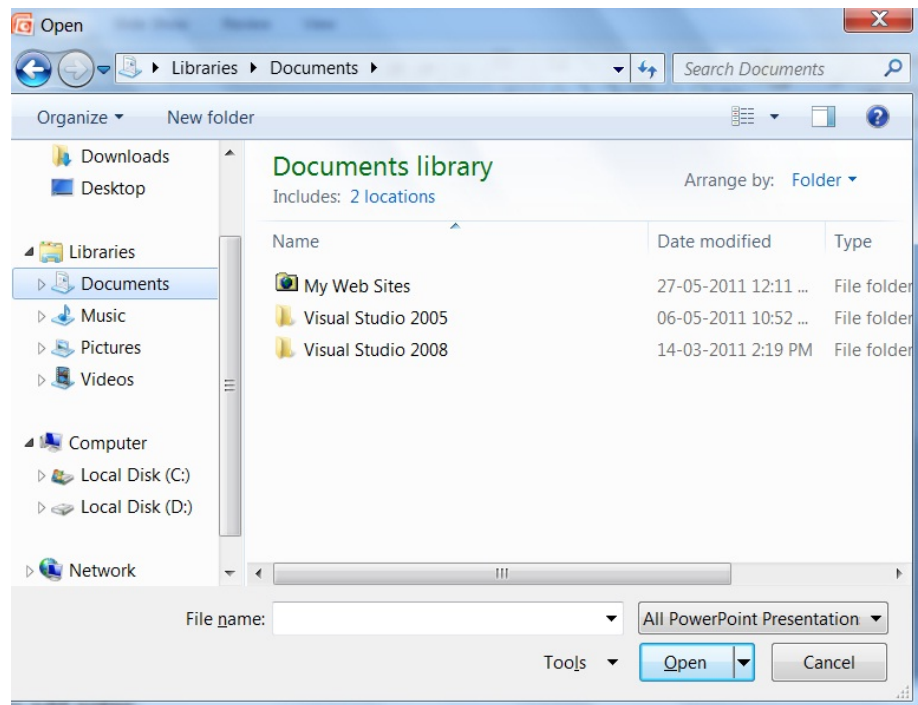 Open
Libraries Documents Search Documents
Organize New folder
Downloads
Desktop
Libraries
Documents
Music
Pictures
Videos
Computer
Local Disk (C:)
Local Disk (D:)
Network
Documents library
Includes: 2 locations
Arrange by: Folder
Name Date modified Type
My Web Sites 27-05-2011 12:11 ... File folder
Visual Studio 2005 06-05-2011 10:52 ... File folder
Visual Studio 2008 14-03-2011 2:19 PM File folder
File name: All PowerPoint Presentation
Tools Open Cancel